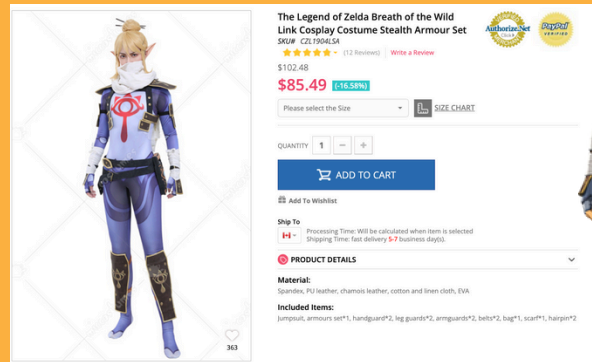 The Legend of Zelda Breath of the Wild
Link Cosplay Costume Stealth Armour Set
SKU# CZL1904LSA
(12 Reviews) Write a Review
$102.48
$85.49 (-16.58%)
Authorize.Net
PayPal
VERIFIED
Please select the Size
SIZE CHART
QUANTITY 1 − +
ADD TO CART
Add To Wishlist
Ship To
Processing Time: Will be calculated when item is selected
Shipping Time: fast delivery 5-7 business day(s).
PRODUCT DETAILS
Material:
Spandex, PU leather, chamois leather, cotton and linen cloth, EVA
Included Items:
Jumpsuit, armours set*1, handguard*2, leg guards*2, armguards*2, belts*2, bag*1, scarf*1, hairpin*2
363